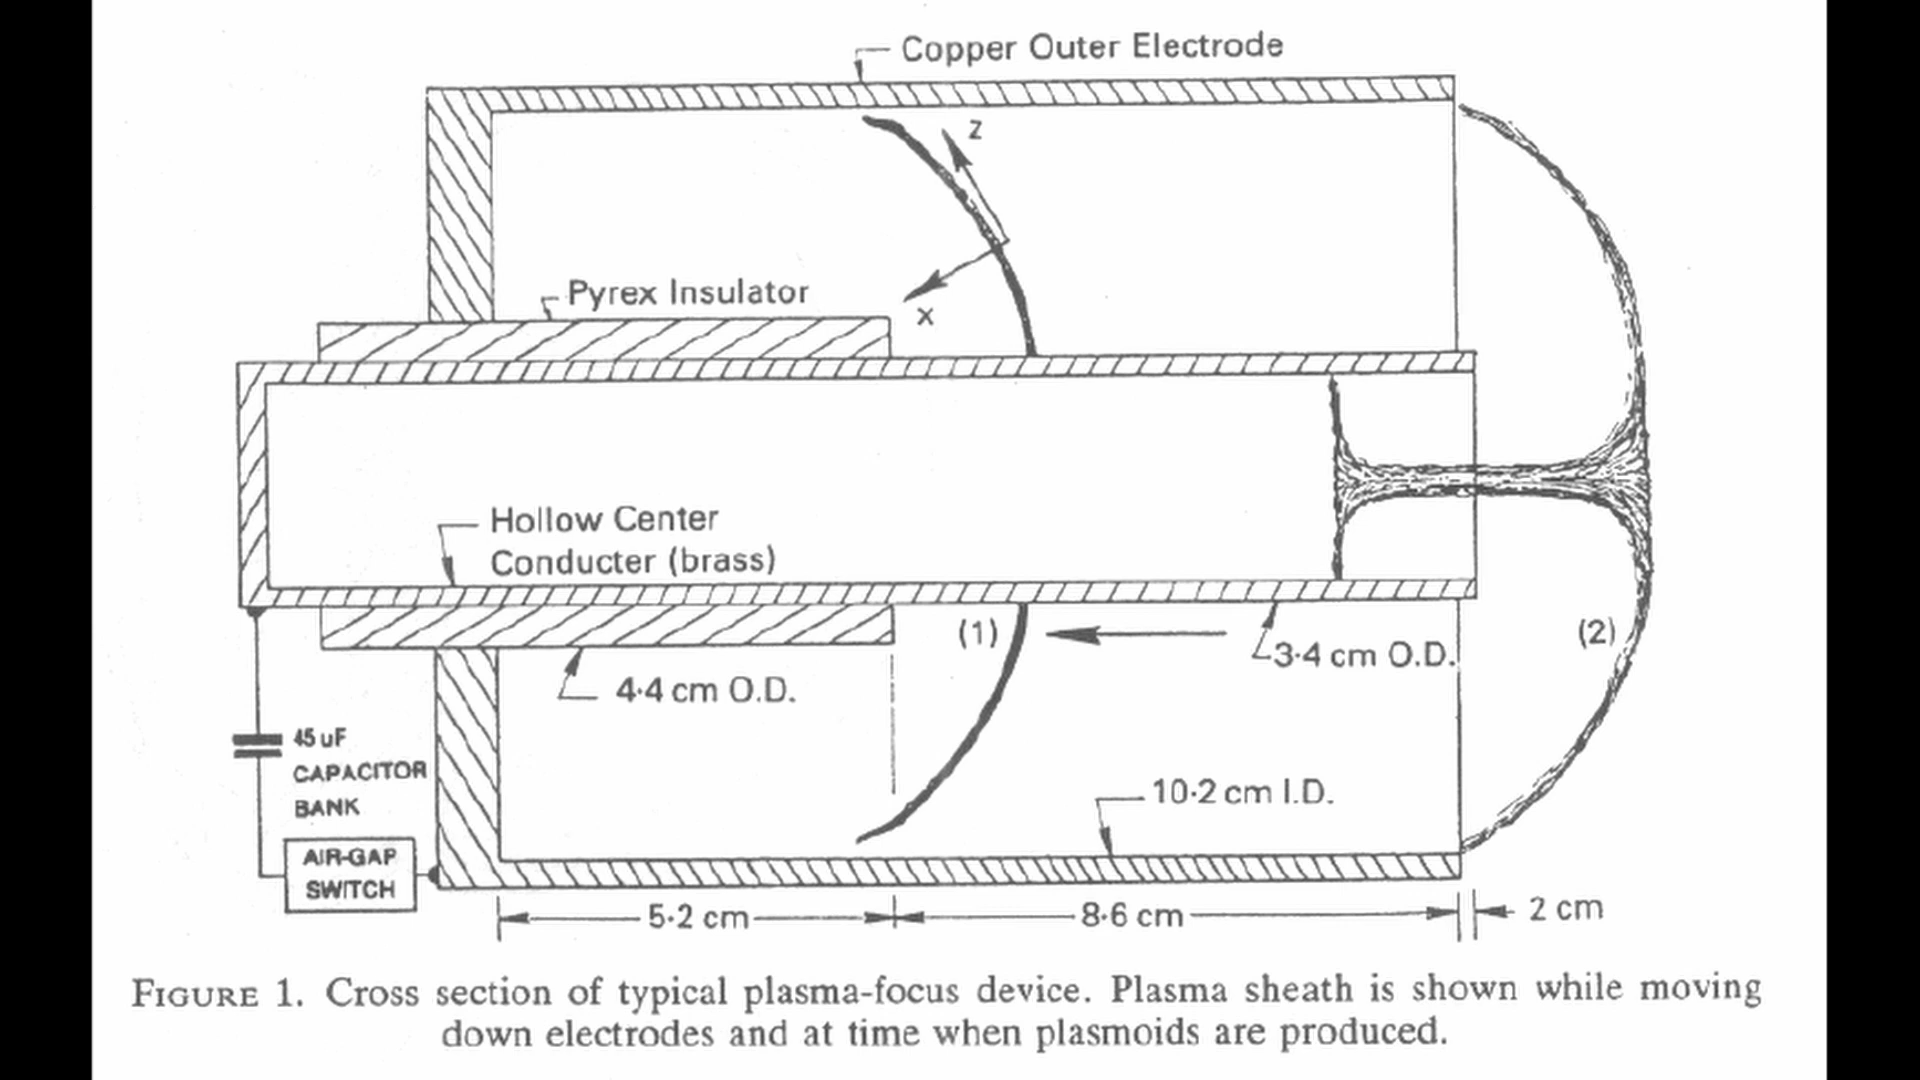 Copper Outer Electrode
z
Pyrex Insulator
x
Hollow Center
Conducter (brass)
(1)
(2)
3·4 cm O.D.
4·4 cm O.D.
45 uF
CAPACITOR
BANK
10·2 cm I.D.
AIR-GAP
SWITCH
5·2 cm
8·6 cm
2 cm
FIGURE 1. Cross section of typical plasma-focus device. Plasma sheath is shown while moving
down electrodes and at time when plasmoids are produced.